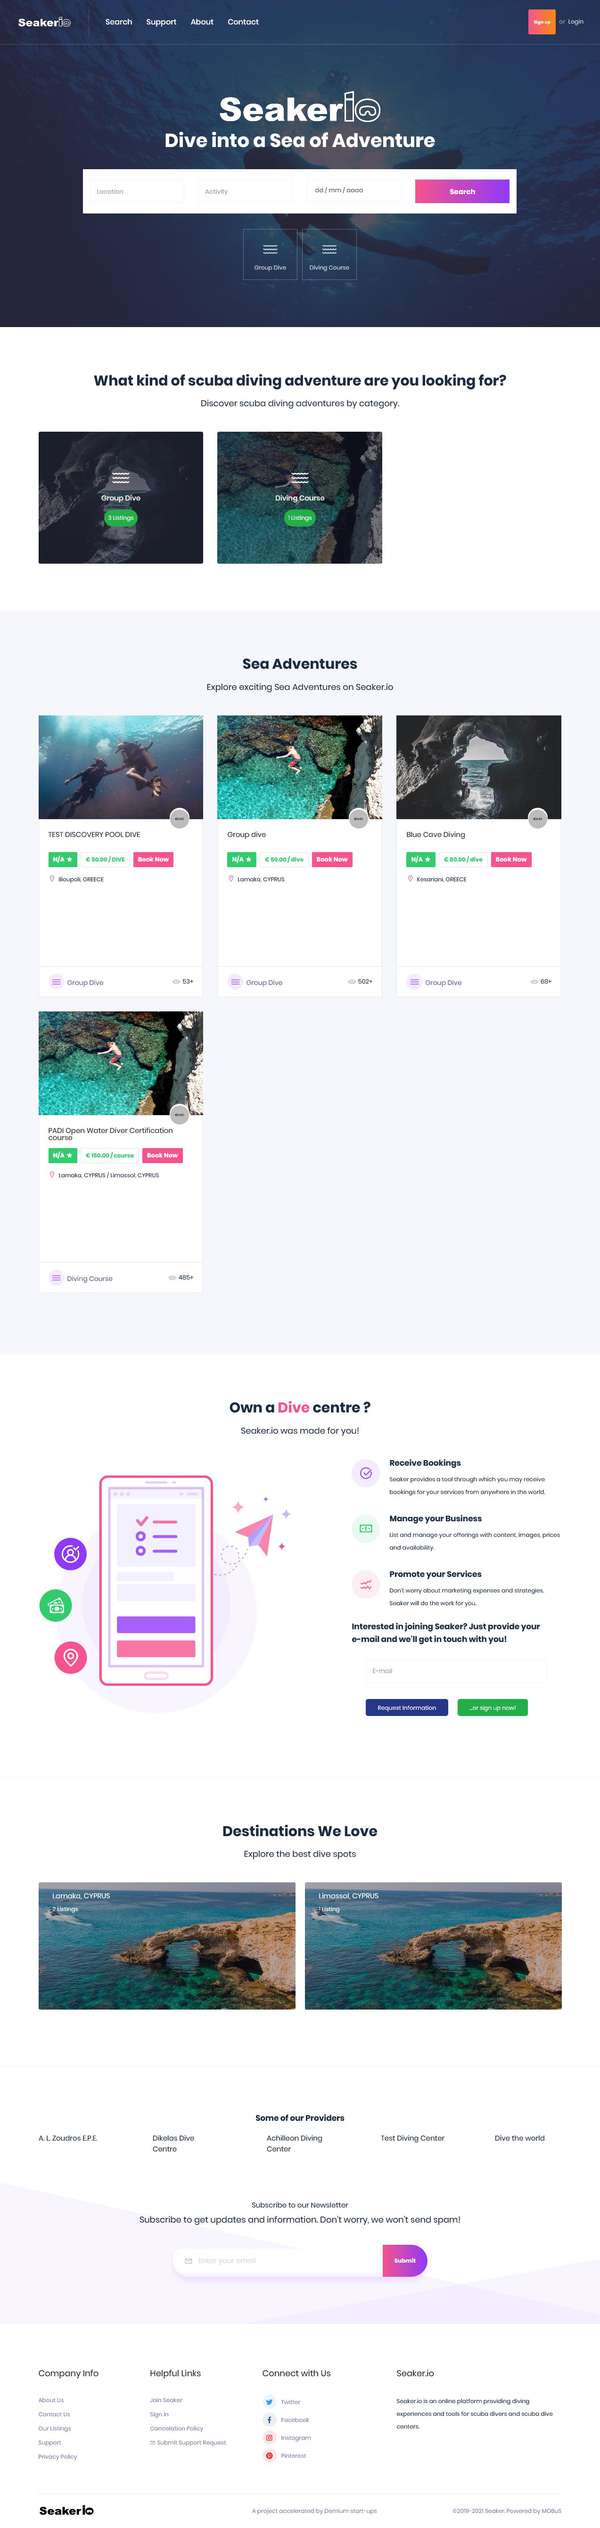 Seakerio
Search Support About Contact
Sign up or Login
Seakerio
Dive into a Sea of Adventure
Location Activity dd / mm / aaaa Search
Group Dive Diving Course
What kind of scuba diving adventure are you looking for?
Discover scuba diving adventures by category.
Group Dive
3 Listings
Diving Course
1 Listings
Sea Adventures
Explore exciting Sea Adventures on Seaker.io
TEST DISCOVERY POOL DIVE
N/A ★ € 50.00 / DIVE Book Now
Ilioupoli, GREECE
Group Dive 53+
Group dive
N/A ★ € 50.00 / dive Book Now
Larnaka, CYPRUS
Group Dive 502+
Blue Cave Diving
N/A ★ € 80.00 / dive Book Now
Kesariani, GREECE
Group Dive 68+
PADI Open Water Diver Certification
course
N/A ★ € 150.00 / course Book Now
Larnaka, CYPRUS / Limassol, CYPRUS
Diving Course 485+
Own a Dive centre ?
Seaker.io was made for you!
Receive Bookings
Seaker provides a tool through which you may receive
bookings for your services from anywhere in the world.
Manage your Business
List and manage your offerings with content, images, prices
and availability.
Promote your Services
Don't worry about marketing expenses and strategies,
Seaker will do the work for you.
Interested in joining Seaker? Just provide your
e-mail and we'll get in touch with you!
E-mail
Request Information ...or sign up now!
Destinations We Love
Explore the best dive spots
Larnaka, CYPRUS
2 Listings
Limassol, CYPRUS
1 Listing
Some of our Providers
A. L. Zoudros E.P.E.
Dikelas Dive
Centre
Achilleon Diving
Center
Test Diving Center
Dive the world
Subscribe to our Newsletter
Subscribe to get updates and information. Don't worry, we won't send spam!
Enter your email Submit
Company Info
About Us
Contact Us
Our Listings
Support
Privacy Policy
Helpful Links
Join Seaker
Sign In
Cancelation Policy
Submit Support Request
Connect with Us
Twitter
Facebook
Instagram
Pinterest
Seaker.io
Seaker.io is an online platform providing diving
experiences and tools for scuba divers and scuba dive
centers.
Seakerio
A project accelerated by Demium start-ups
©2019-2021 Seaker. Powered by MOBuS